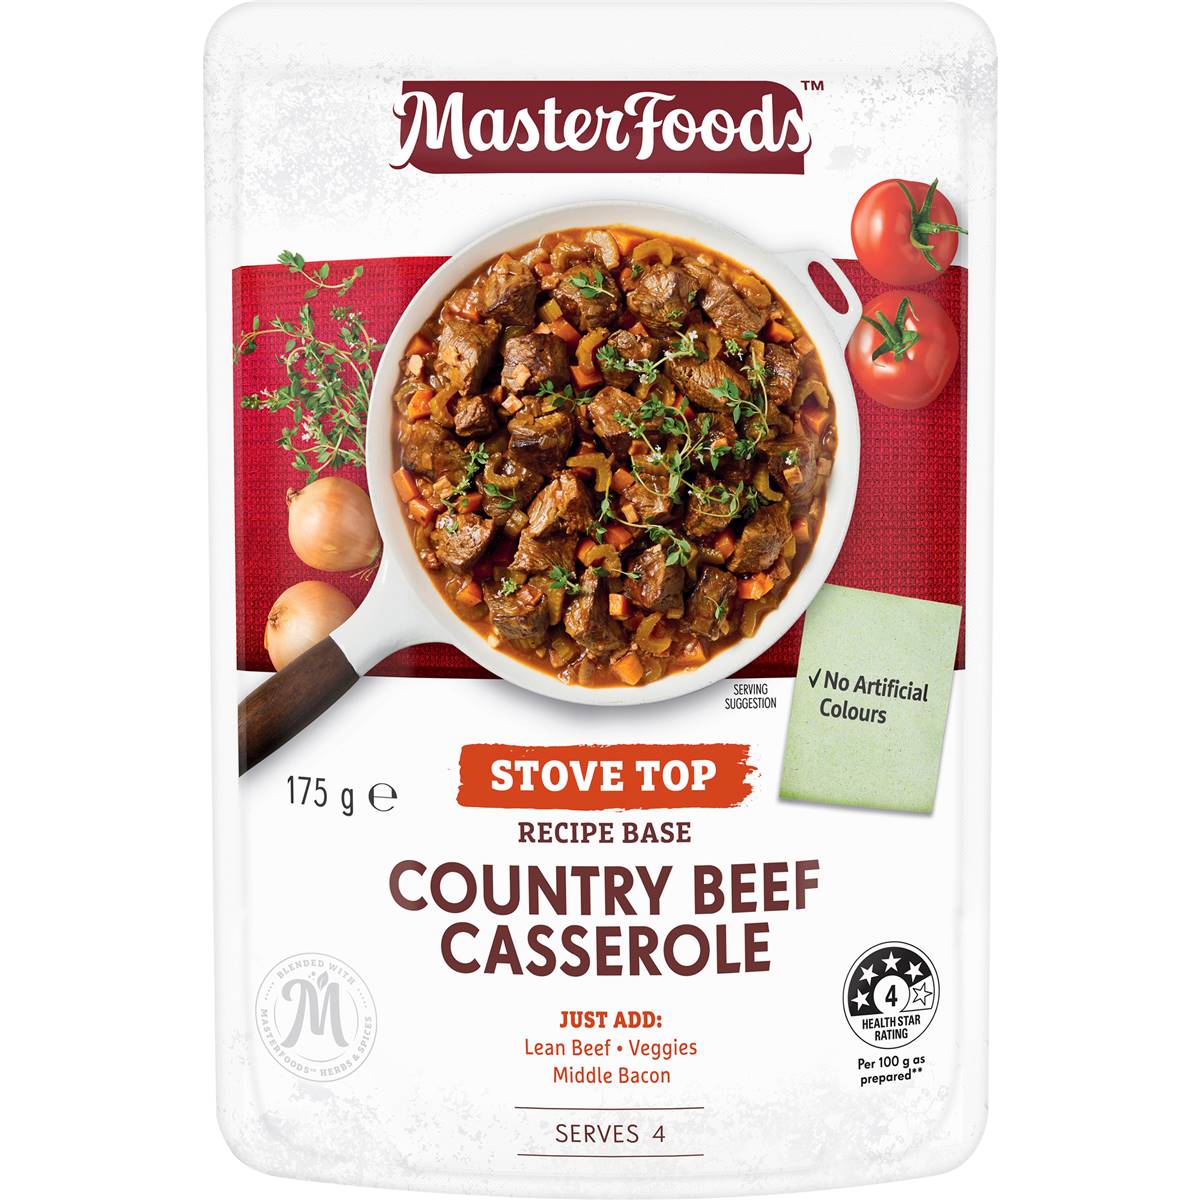 MasterFoods™
SERVING
SUGGESTION
✓ No Artificial
Colours
175 g ℮
STOVE TOP
RECIPE BASE
COUNTRY BEEF
CASSEROLE
JUST ADD:
Lean Beef • Veggies
Middle Bacon
SERVES 4
BLENDED WITH
M
MASTERFOODS™ HERBS & SPICES
4
HEALTH STAR
RATING
Per 100 g as
prepared**